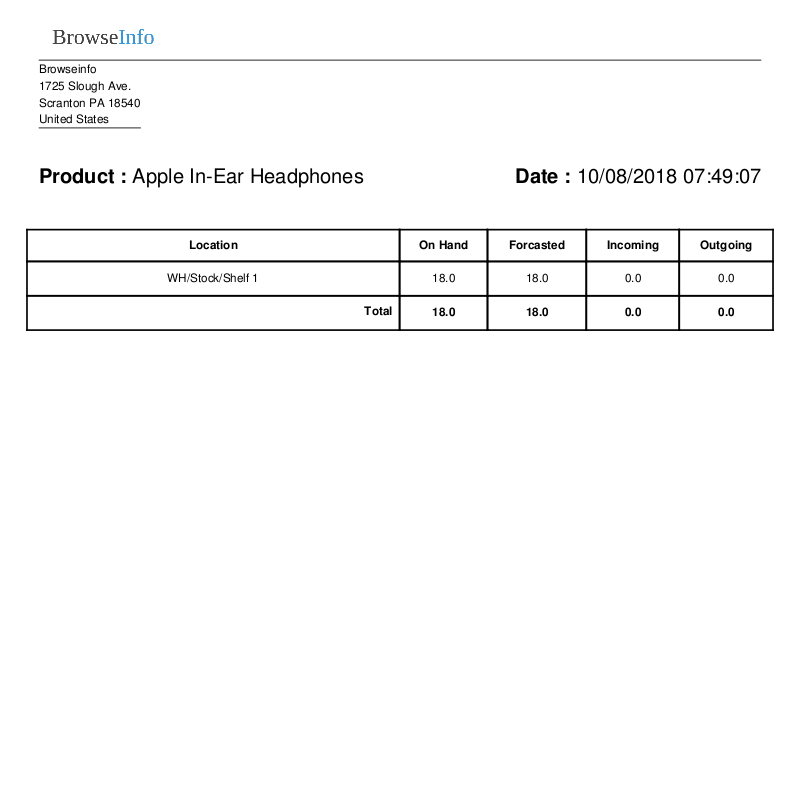 BrowseInfo
Browseinfo
1725 Slough Ave.
Scranton PA 18540
United States
Product : Apple In-Ear Headphones Date : 10/08/2018 07:49:07
Location On Hand Forcasted Incoming Outgoing
WH/Stock/Shelf 1 18.0 18.0 0.0 0.0
Total 18.0 18.0 0.0 0.0